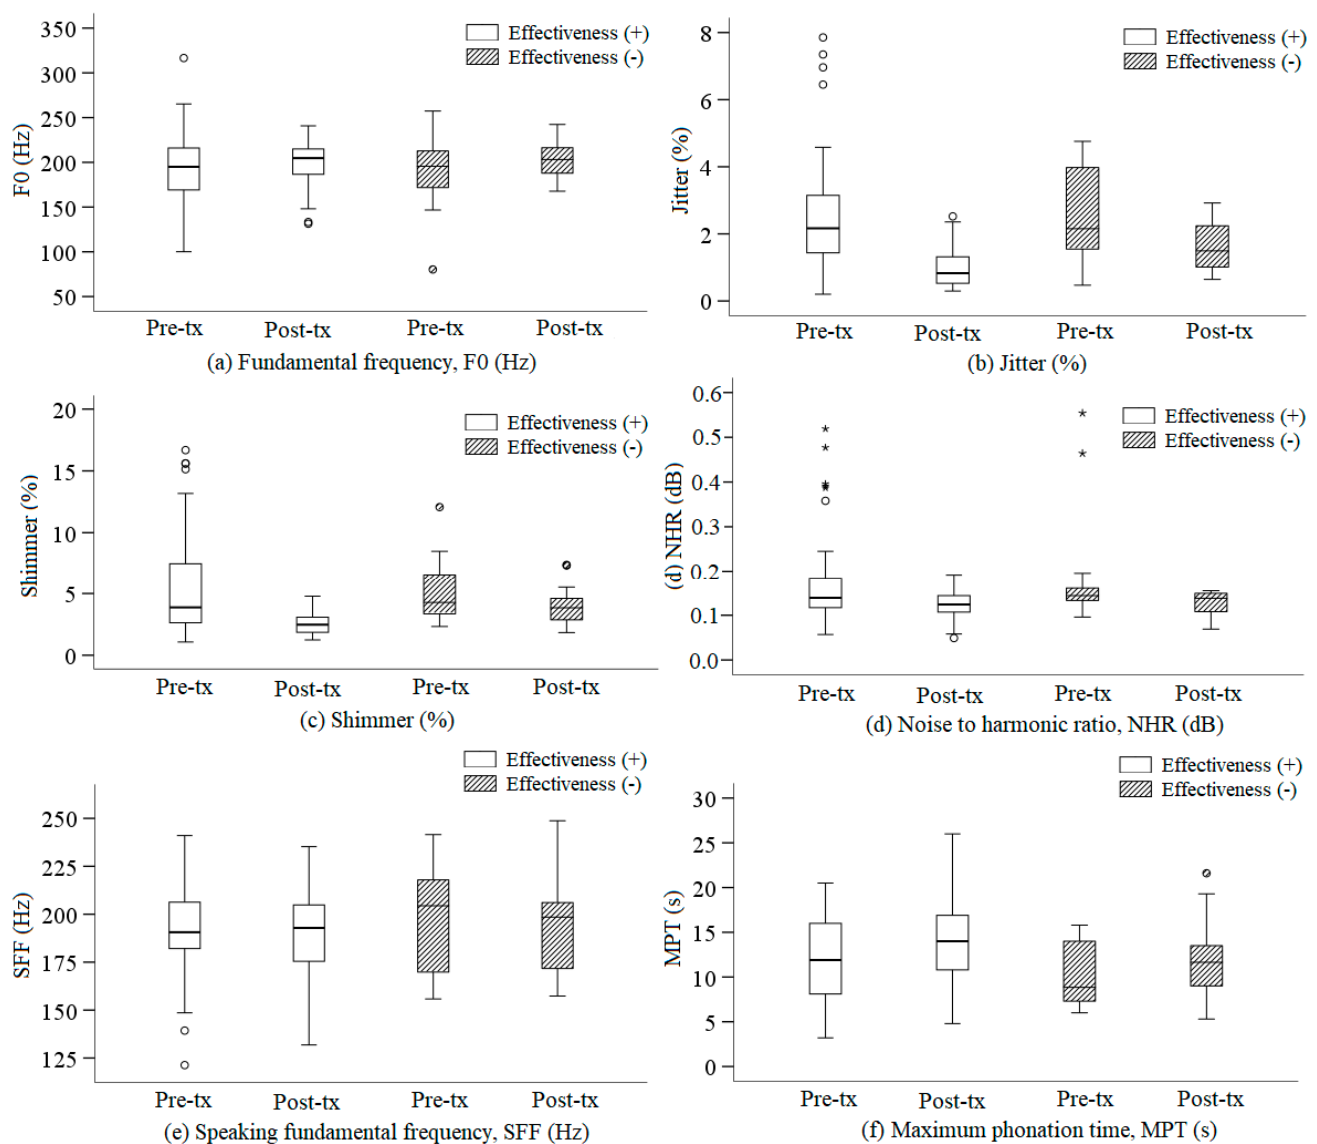 350
300
250
200
150
100
50
F0 (Hz)
Effectiveness (+)
Effectiveness (-)
Pre-tx Post-tx Pre-tx Post-tx
(a) Fundamental frequency, F0 (Hz)
8
6
4
2
0
Jitter (%)
Effectiveness (+)
Effectiveness (-)
Pre-tx Post-tx Pre-tx Post-tx
(b) Jitter (%)
20
15
10
5
0
Shimmer (%)
Effectiveness (+)
Effectiveness (-)
Pre-tx Post-tx Pre-tx Post-tx
(c) Shimmer (%)
0.6
0.5
0.4
0.3
0.2
0.1
0.0
(d) NHR (dB)
Effectiveness (+)
Effectiveness (-)
Pre-tx Post-tx Pre-tx Post-tx
(d) Noise to harmonic ratio, NHR (dB)
250
225
200
175
150
125
SFF (Hz)
Effectiveness (+)
Effectiveness (-)
Pre-tx Post-tx Pre-tx Post-tx
(e) Speaking fundamental frequency, SFF (Hz)
30
25
20
15
10
5
0
MPT (s)
Effectiveness (+)
Effectiveness (-)
Pre-tx Post-tx Pre-tx Post-tx
(f) Maximum phonation time, MPT (s)